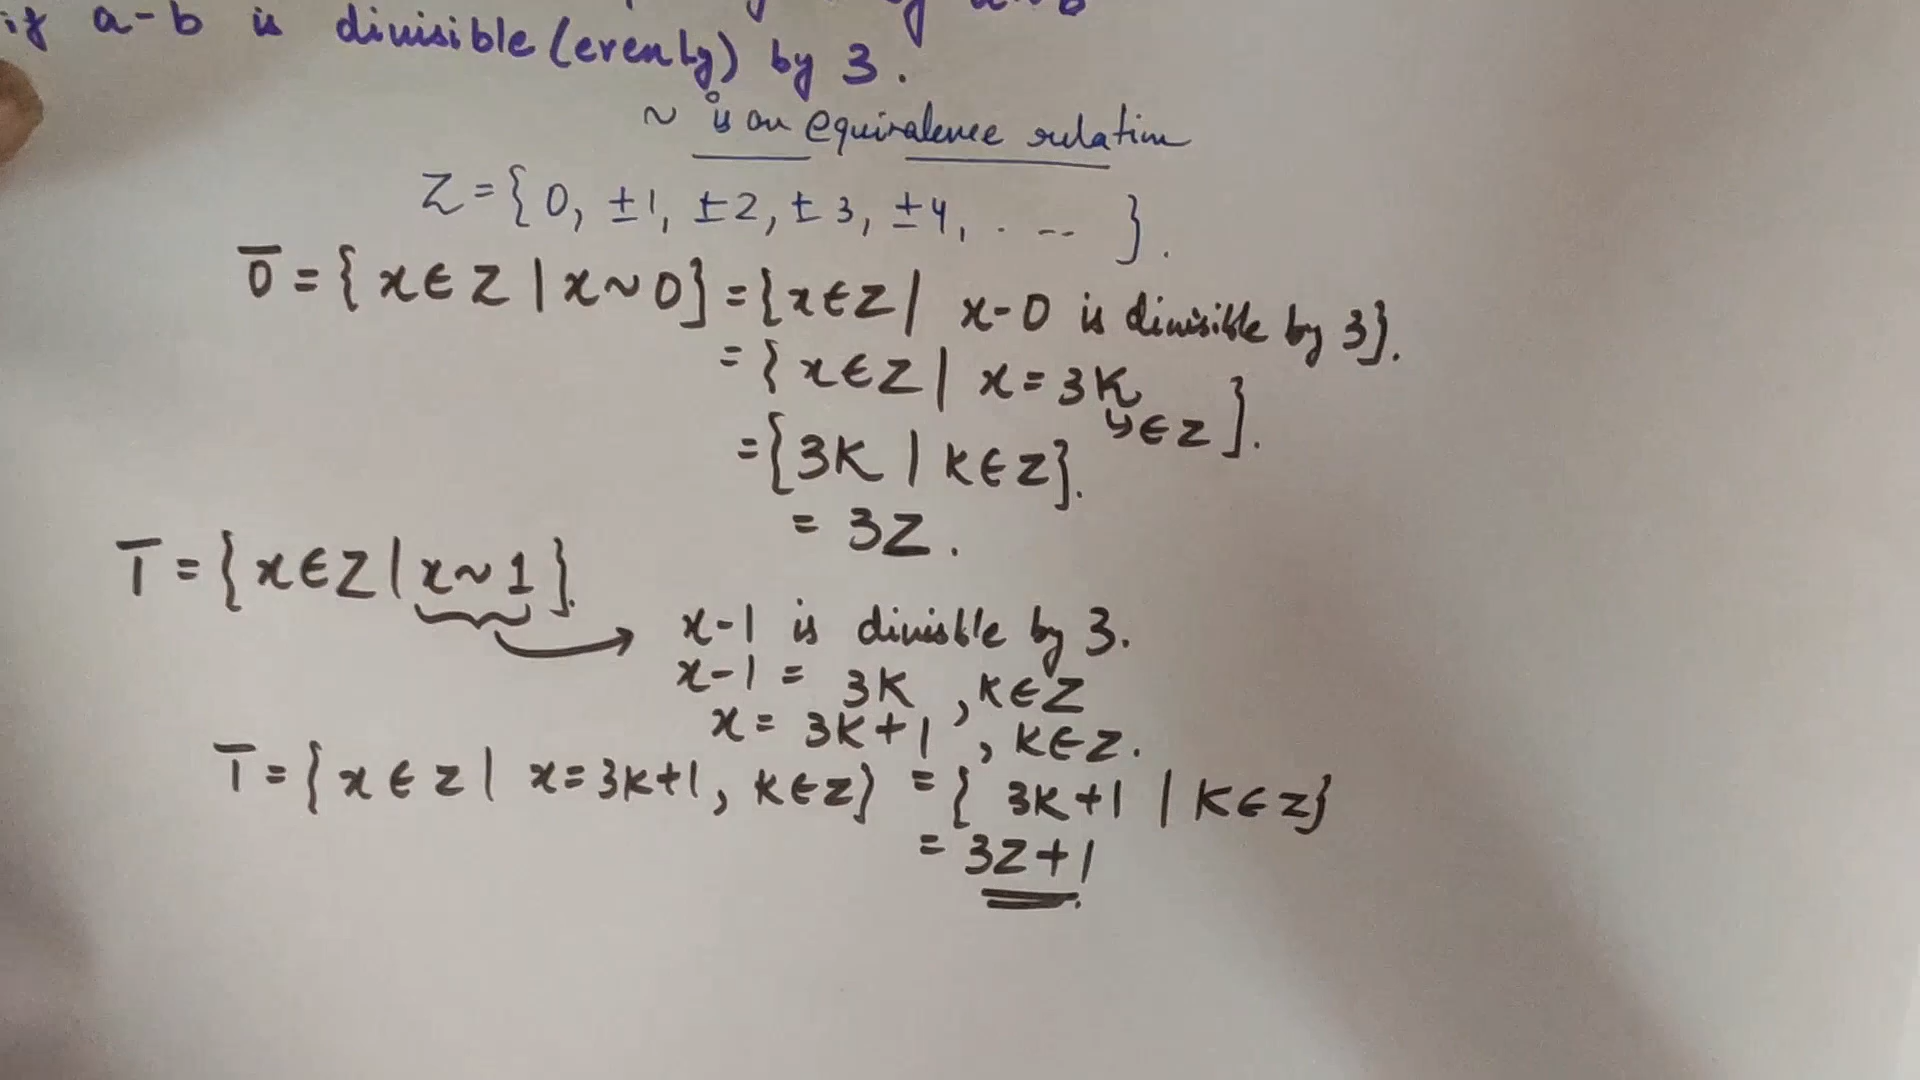 if a-b is divisible (evenly) by 3.
~ is an equivalence relation
Z = {0, ±1, ±2, ±3, ±4, . -- }.
0̅ = { x∈Z | x~0} = {x∈Z | x-0 is divisible by 3}.
= { x∈Z | x = 3K
↳∈Z }.
= {3K | K∈Z}.
= 3Z.
1̅ = { x∈Z | x~1 }.
x-1 is divisble by 3.
x-1 = 3K , K∈Z
x = 3K+1 , K∈Z.
1̅ = { x∈Z | x=3K+1, K∈Z} = { 3K+1 | K∈Z}
= 3Z+1